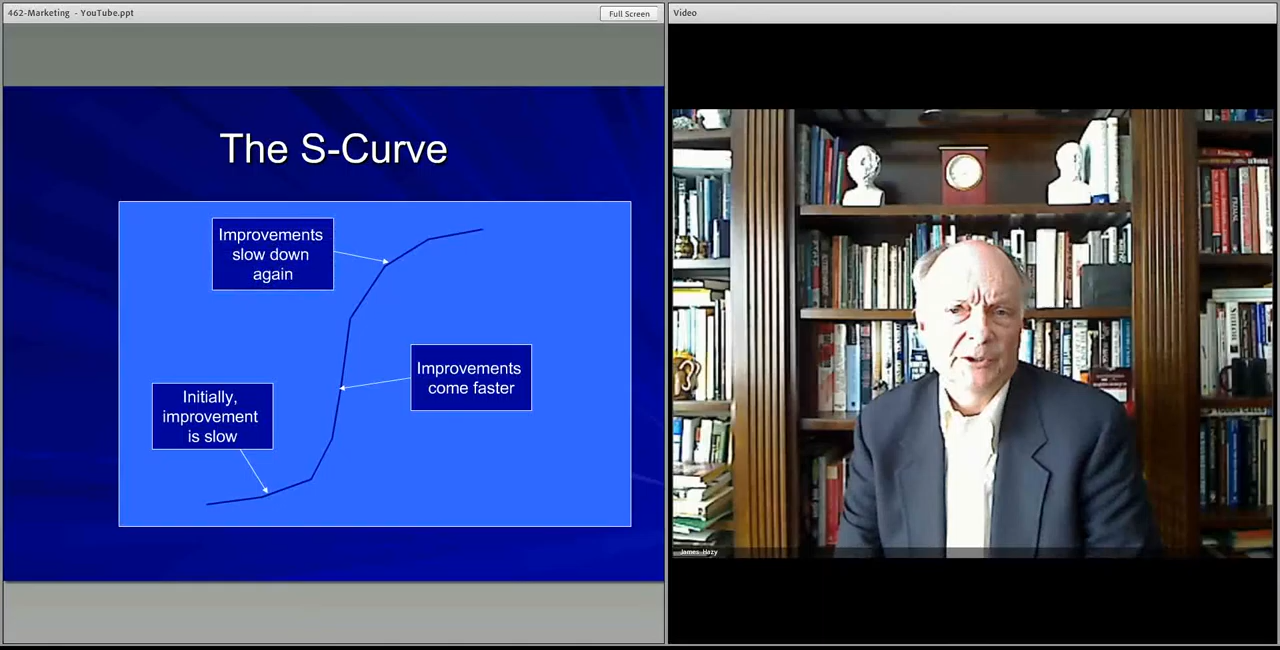 462-Marketing - YouTube.ppt
Full Screen
Video
The S-Curve
Improvements
slow down
again
Improvements
come faster
Initially,
improvement
is slow
James Hazy